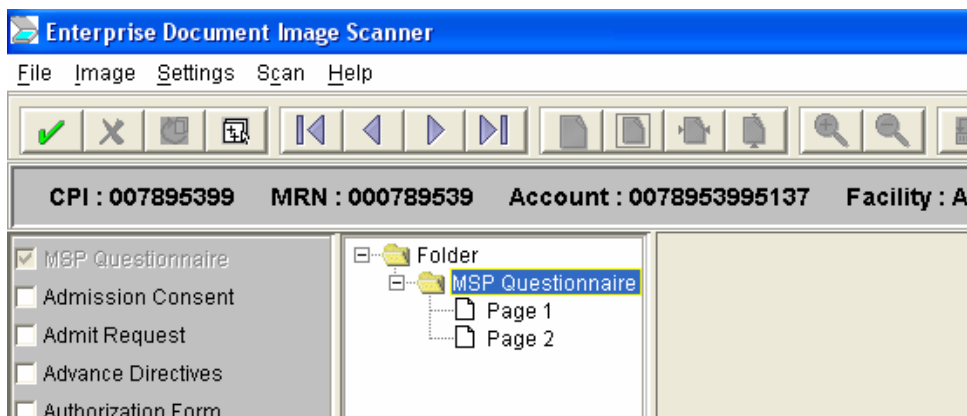 Enterprise Document Image Scanner
File Image Settings Scan Help
CPI : 007895399 MRN : 000789539 Account : 0078953995137 Facility : A
MSP Questionnaire
Admission Consent
Admit Request
Advance Directives
Authorization Form
Folder
MSP Questionnaire
Page 1
Page 2